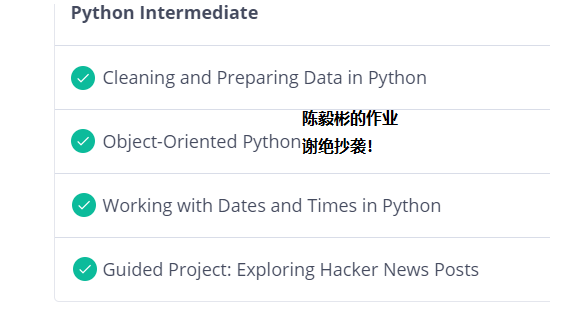 Python Intermediate
Cleaning and Preparing Data in Python
陈毅彬的作业
Object-Oriented Python
谢绝抄袭！
Working with Dates and Times in Python
Guided Project: Exploring Hacker News Posts